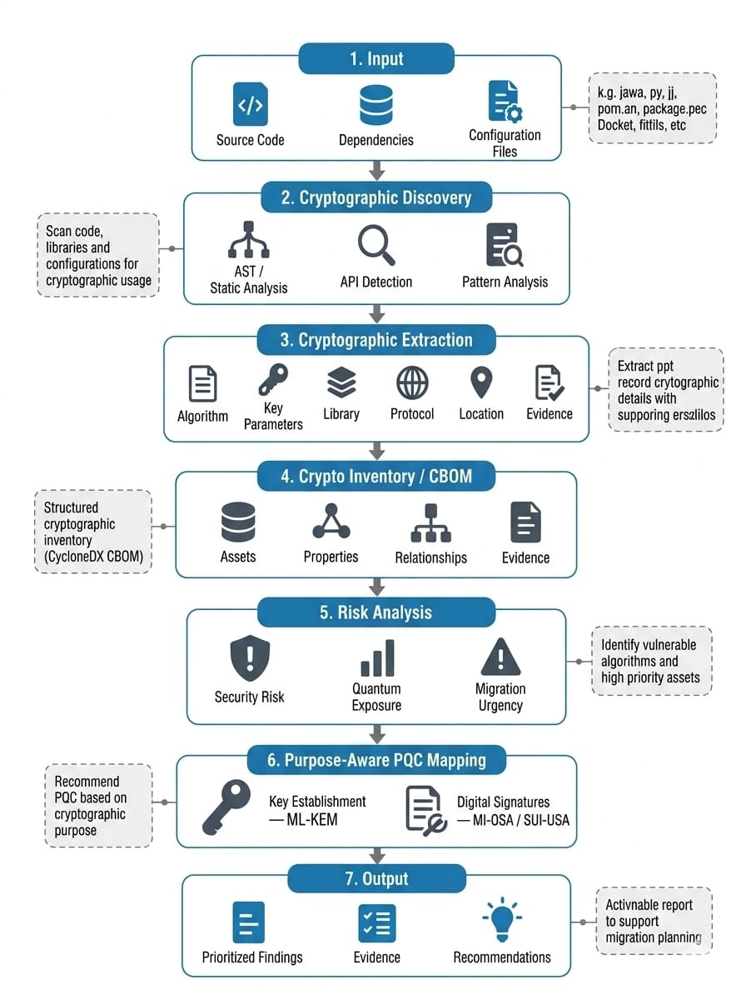 1. Input
Source Code
Dependencies
Configuration
Files
k.g. jawa, py, jj,
pom.an, package.pec
Docket, fittils, etc
2. Cryptographic Discovery
Scan code,
libraries and
configurations for
cryptographic usage
AST /
Static Analysis
API Detection
Pattern Analysis
3. Cryptographic Extraction
Algorithm
Key
Parameters
Library
Protocol
Location
Evidence
Extract ppt
record crytographic
details with
supporing
4. Crypto Inventory / CBOM
Structured
cryptographic
inventory
(CycloneDX CBOM)
Assets
Properties
Relationships
Evidence
5. Risk Analysis
Security Risk
Quantum
Exposure
Migration
Urgency
Identify vulnerable
algorithms and
high priority assets
6. Purpose-Aware PQC Mapping
Recommend
PQC based on
cryptographic
purpose
Key Establishment
— ML-KEM
Digital Signatures
— MI-OSA / SUI-USA
7. Output
Prioritized Findings
Evidence
Recommendations
Activnable report
to support
migration planning